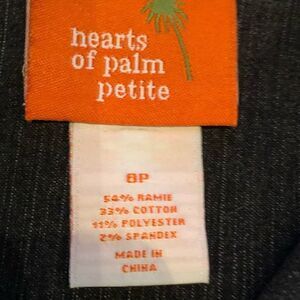 hearts
of palm
petite
8P
54% RAMIE
33% COTTON
11% POLYESTER
2% SPANDEX
MADE IN
CHINA